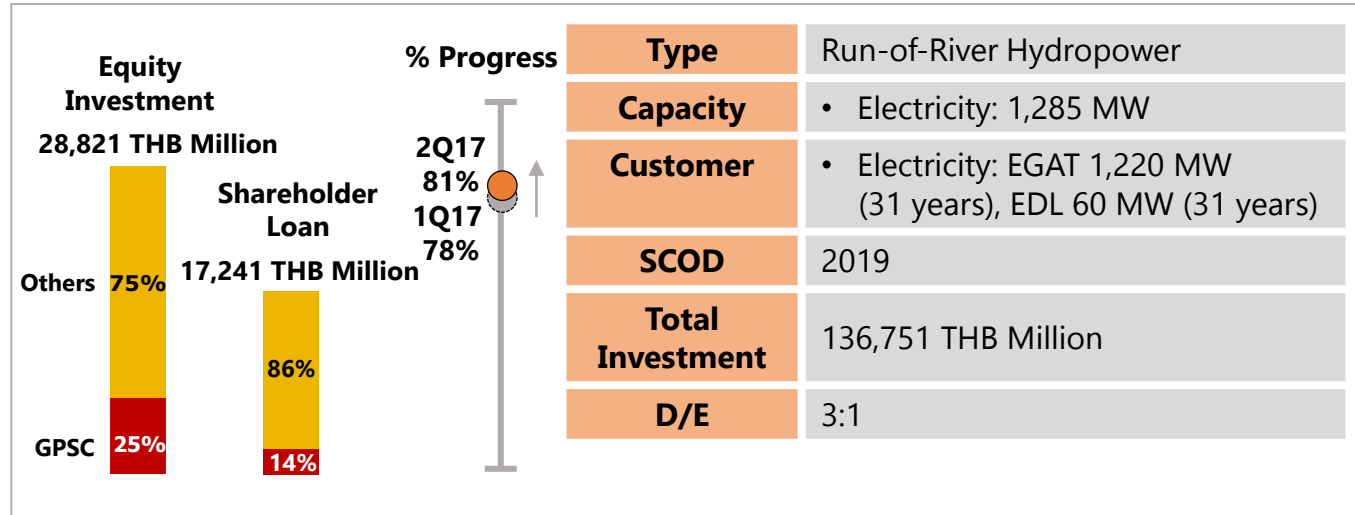 Equity
Investment
28,821 THB Million
Others
75%
GPSC
25%
Shareholder
Loan
17,241 THB Million
86%
14%
% Progress
2Q17
81%
1Q17
78%
Type
Run-of-River Hydropower
Capacity
• Electricity: 1,285 MW
Customer
• Electricity: EGAT 1,220 MW
(31 years), EDL 60 MW (31 years)
SCOD
2019
Total
Investment
136,751 THB Million
D/E
3:1